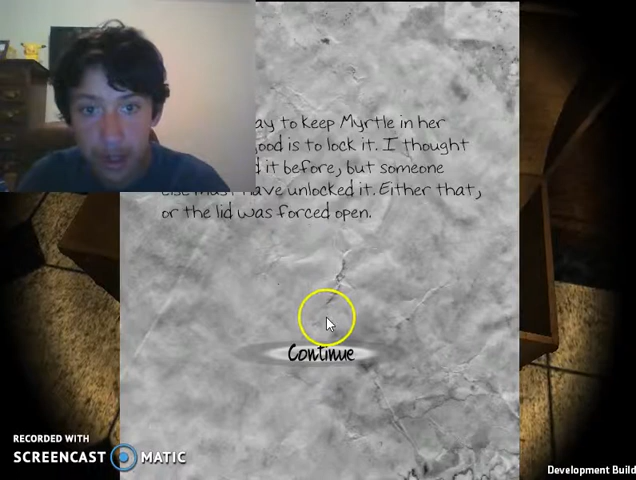 ay to keep Myrtle in her
ood is to lock it. I thought
d it before, but someone
else must have unlocked it. Either that,
or the lid was forced open.
Continue
RECORDED WITH
SCREENCAST MATIC
Development Build